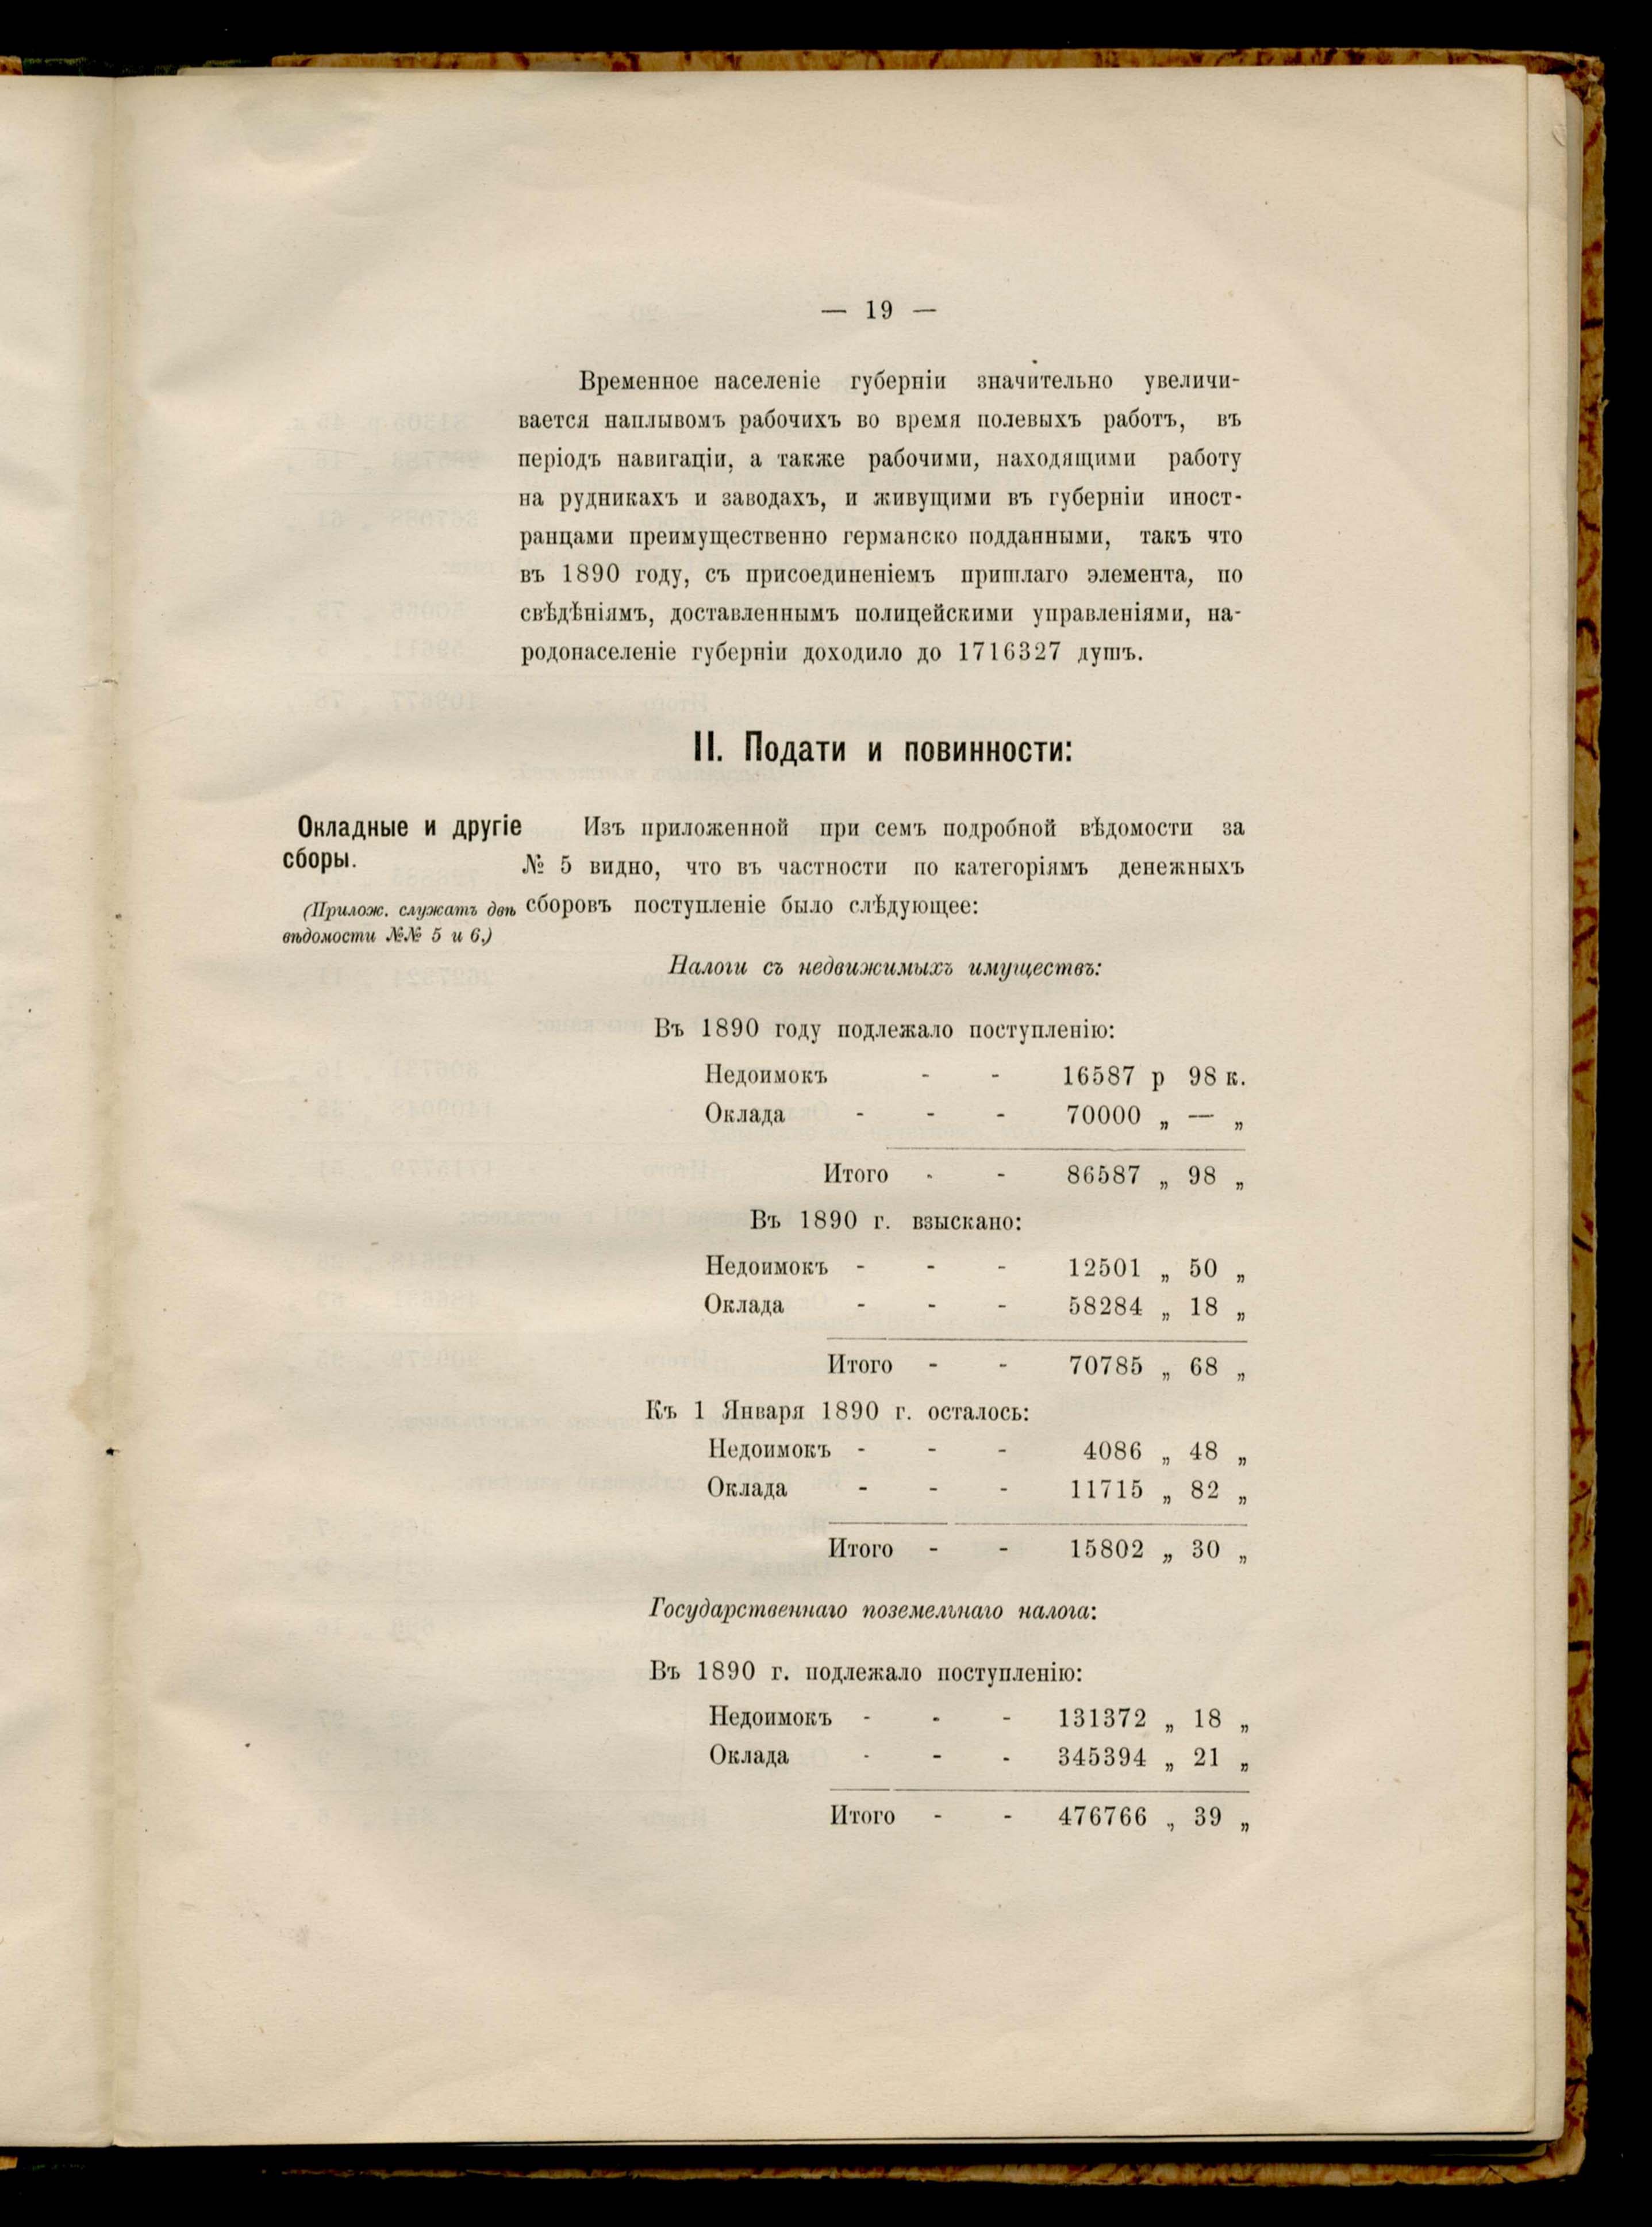 — 19 —
Временное населеніе губерніи значительно увеличи-
вается наплывомъ рабочихъ во время полевыхъ работъ, въ
періодъ навигаціи, а также рабочими, находящими работу
на рудникахъ и заводахъ, и живущими въ губерніи иност-
ранцами преимущественно германско подданными, такъ что
въ 1890 году, съ присоединеніемъ пришлаго элемента, по
свѣдѣніямъ, доставленнымъ полицейскими управленіями, на-
родонаселеніе губерніи доходило до 1716327 душъ.
II. Подати и повинности:
Окладные и другіе
сборы.
(Прилож. служатъ двѣ
вѣдомости №№ 5 и 6.)
Изъ приложенной при семъ подробной вѣдомости за
№ 5 видно, что въ частности по категоріямъ денежныхъ
сборовъ поступленіе было слѣдующее:
Налоги съ недвижимыхъ имуществъ:
Въ 1890 году подлежало поступленію:
Недоимокъ - - 16587 р 98 к.
Оклада - - - 70000 „ — „
Итого - - 86587 „ 98 „
Въ 1890 г. взыскано:
Недоимокъ - - - 12501 „ 50 „
Оклада - - - 58284 „ 18 „
Итого - - 70785 „ 68 „
Къ 1 Января 1890 г. осталось:
Недоимокъ - - - 4086 „ 48 „
Оклада - - - 11715 „ 82 „
Итого - - 15802 „ 30 „
Государственнаго поземельнаго налога:
Въ 1890 г. подлежало поступленію:
Недоимокъ - - - 131372 „ 18 „
Оклада - - - 345394 „ 21 „
Итого - - 476766 „ 39 „